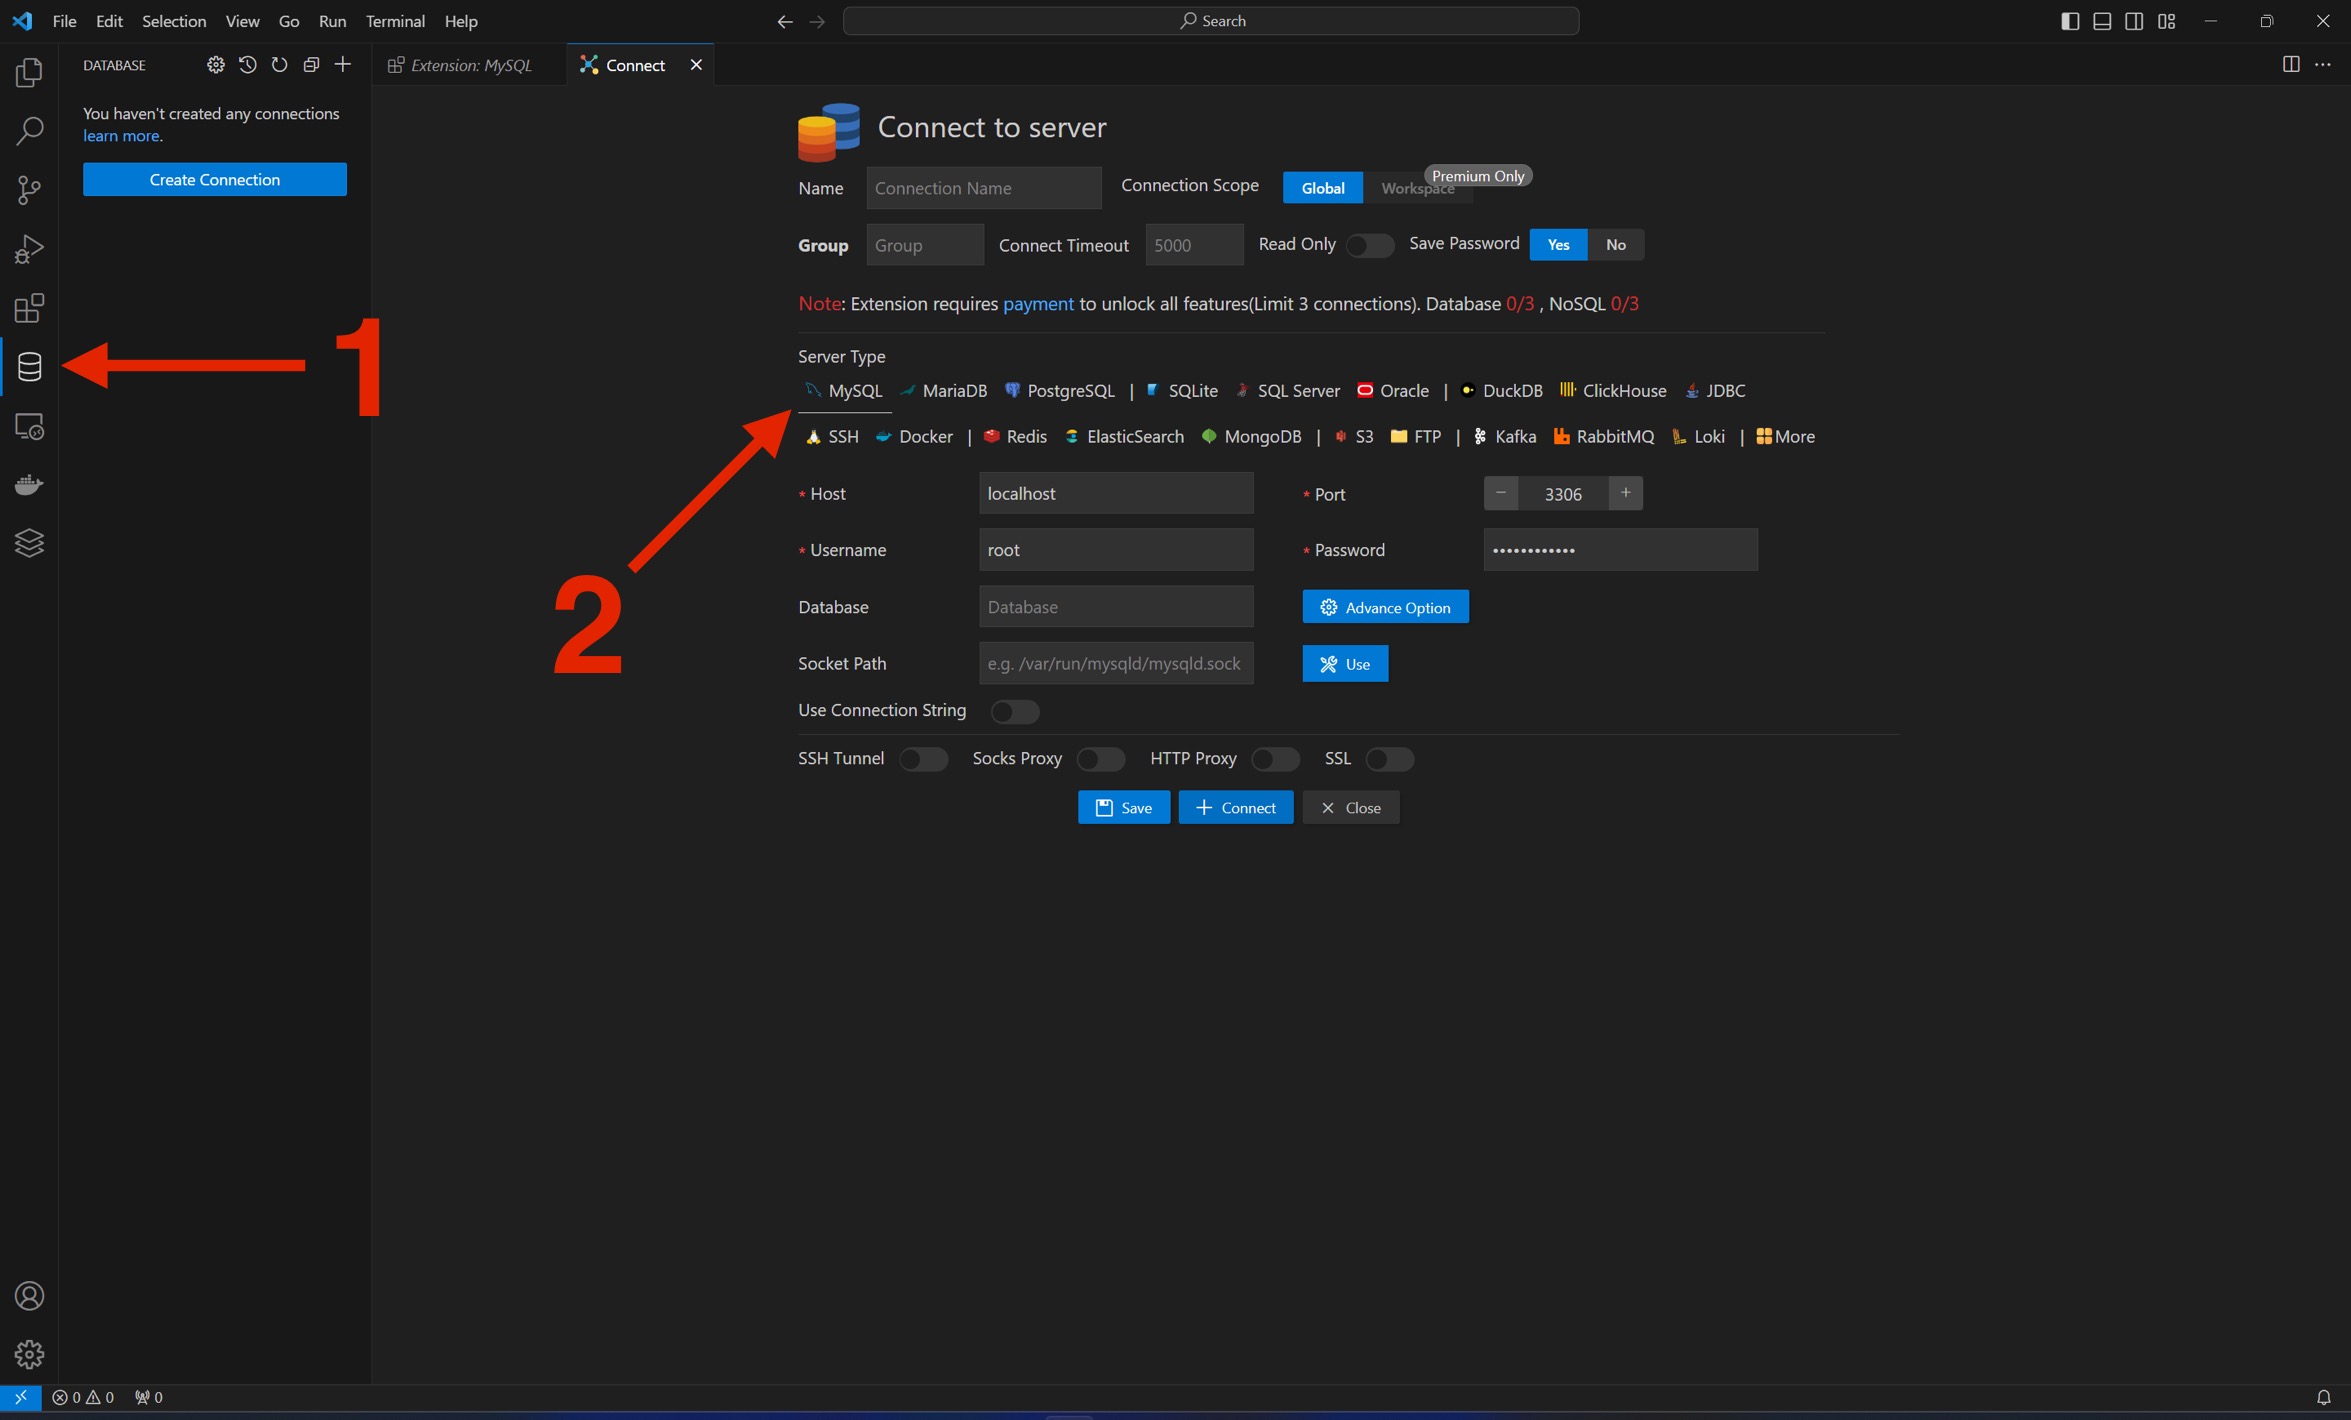 File Edit Selection View Go Run Terminal Help
Search
DATABASE
Extension: MySQL
Connect
You haven't created any connections
learn more.
Create Connection
Connect to server
Name Connection Name Connection Scope Global Workspace Premium Only
Group Group Connect Timeout 5000 Read Only Save Password Yes No
Note: Extension requires payment to unlock all features(Limit 3 connections). Database 0/3 , NoSQL 0/3
1
Server Type
MySQL MariaDB PostgreSQL | SQLite SQL Server Oracle | DuckDB ClickHouse JDBC
SSH Docker | Redis ElasticSearch MongoDB | S3 FTP | Kafka RabbitMQ Loki | More
* Host localhost * Port − 3306 +
* Username root * Password ••••••••••••
2
Database Database Advance Option
Socket Path e.g. /var/run/mysqld/mysqld.sock Use
Use Connection String
SSH Tunnel Socks Proxy HTTP Proxy SSL
Save Connect Close
0 0 0